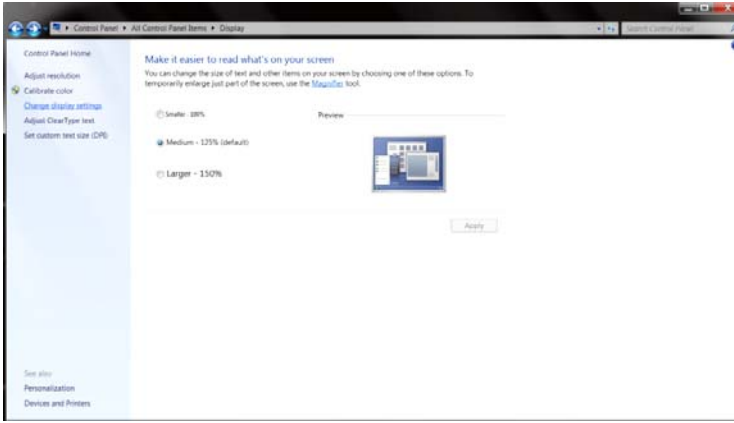 Control Panel ▸ All Control Panel Items ▸ Display
Search Control Panel
Control Panel Home
Adjust resolution
Calibrate color
Change display settings
Adjust ClearType text
Set custom text size (DPI)
Make it easier to read what's on your screen
You can change the size of text and other items on your screen by choosing one of these options. To
temporarily enlarge just part of the screen, use the Magnifier tool.
Smaller - 100%
Preview
Medium - 125% (default)
Larger - 150%
Apply
See also
Personalization
Devices and Printers